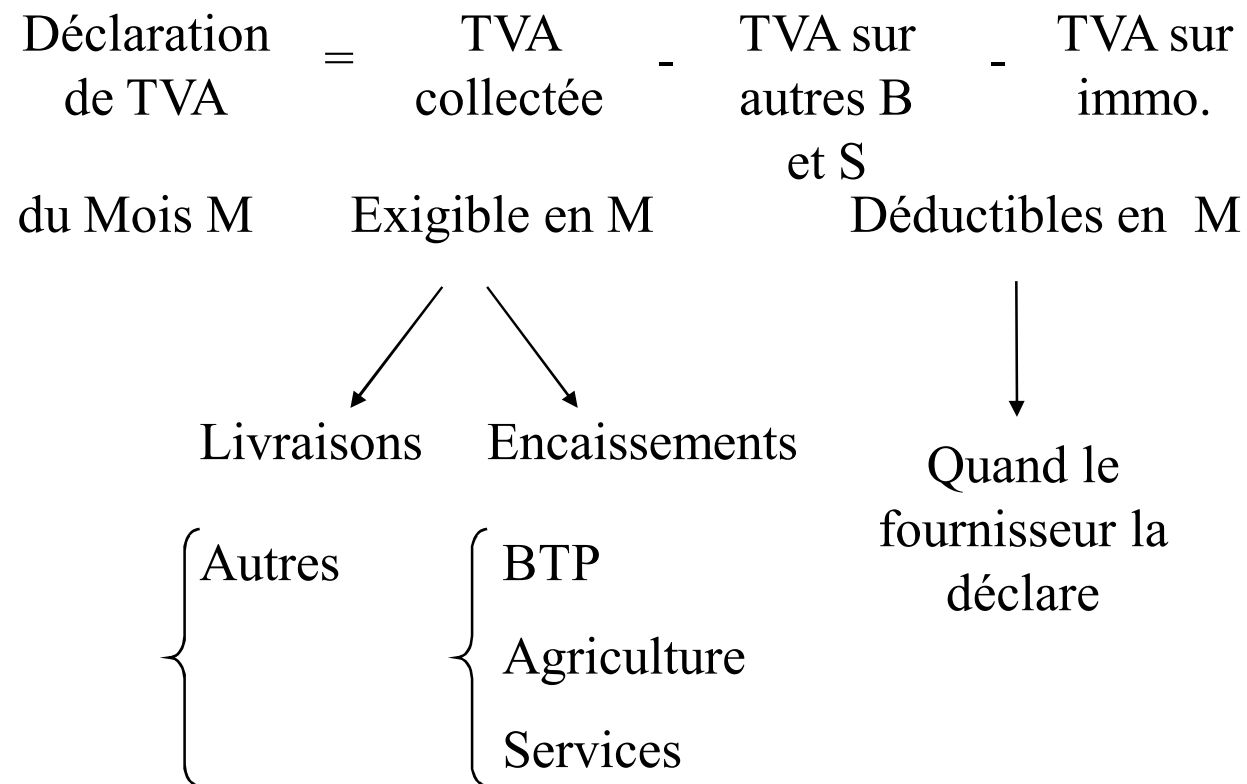 Déclaration = TVA - TVA sur - TVA sur
de TVA collectée autres B immo.
et S
du Mois M Exigible en M Déductibles en M
Livraisons Encaissements
Quand le
fournisseur la
déclare
Autres BTP
Agriculture
Services